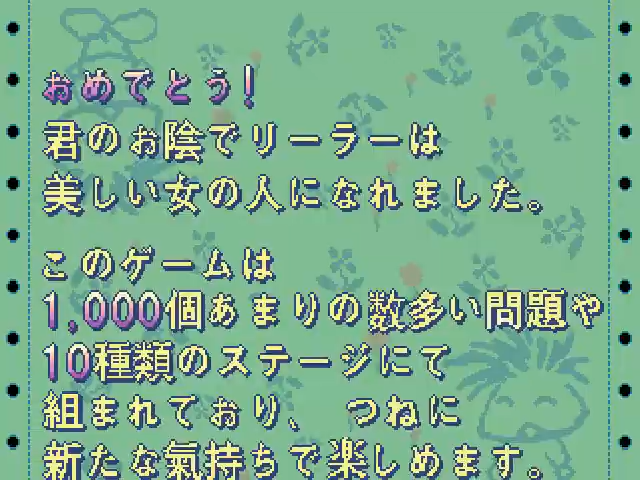 おめでとう!
君のお陰でリーラーは
美しい女の人になれました。
このゲームは
1,000個あまりの数多い問題や
10種類のステージにて
組まれており、 つねに
新たな氣持ちで楽しめます。